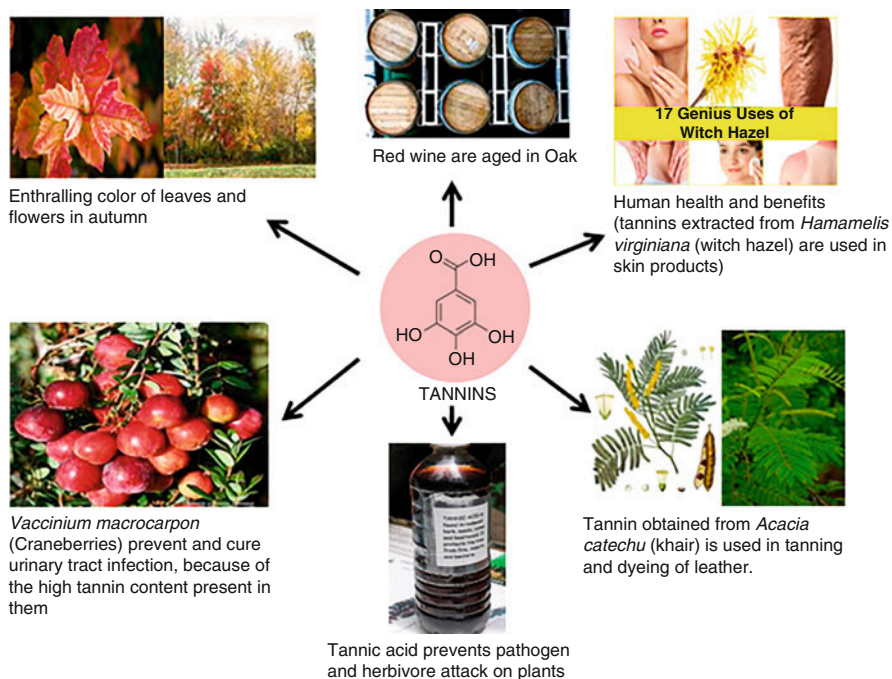 Enthralling color of leaves and
flowers in autumn
Red wine are aged in Oak
17 Genius Uses of
Witch Hazel
Human health and benefits
(tannins extracted from Hamamelis
virginiana (witch hazel) are used in
skin products)
O
OH
HO
OH
OH
TANNINS
Vaccinium macrocarpon
(Craneberries) prevent and cure
urinary tract infection, because of
the high tannin content present in
them
TANNIC ACID
Tannic acid prevents pathogen
and herbivore attack on plants
Tannin obtained from Acacia
catechu (khair) is used in tanning
and dyeing of leather.